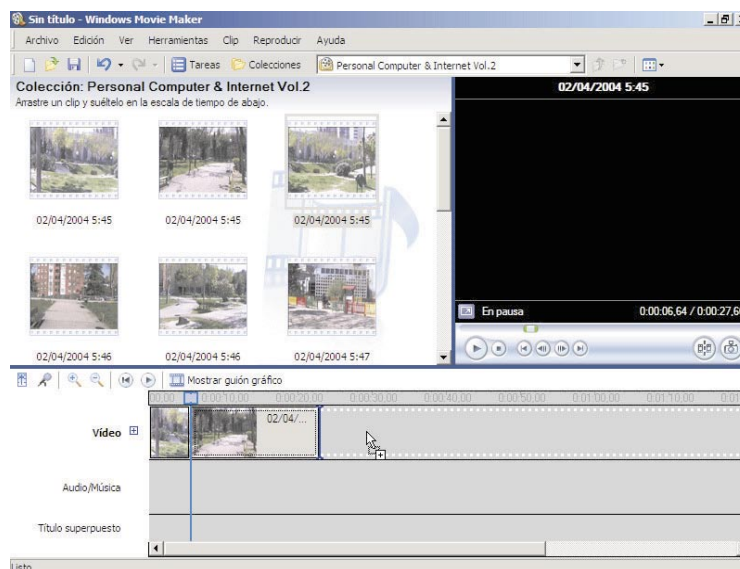 Sin título - Windows Movie Maker
Archivo Edición Ver Herramientas Clip Reproducir Ayuda
Tareas Colecciones Personal Computer & Internet Vol.2
Colección: Personal Computer & Internet Vol.2
Arrastre un clip y suéltelo en la escala de tiempo de abajo.
02/04/2004 5:45
02/04/2004 5:45 02/04/2004 5:45 02/04/2004 5:45
02/04/2004 5:46 02/04/2004 5:46 02/04/2004 5:47
En pausa 0:00:06,64 / 0:00:27,6
Mostrar guión gráfico
00,00 0:00:10,00 0:00:20,00 0:00:30,00 0:00:40,00 0:00:50,00 0:01:00,00 0:01:10,00 0:01
Vídeo 02/04/...
Audio/Música
Título superpuesto
Listo